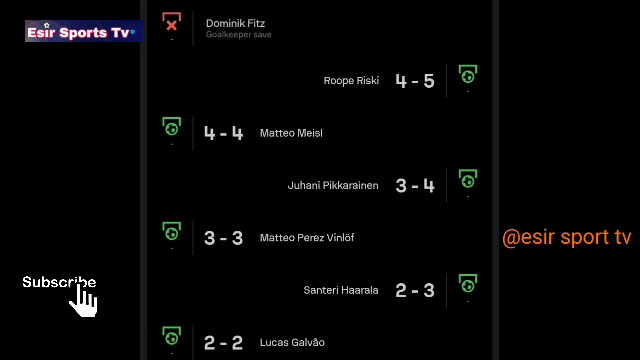 Esir Sports Tv
Dominik Fitz
Goalkeeper save
-
Roope Riski 4 - 5
-
4 - 4 Matteo Meisl
-
Juhani Pikkarainen 3 - 4
-
3 - 3 Matteo Perez Vinlöf
-
@esir sport tv
Subscribe
Santeri Haarala 2 - 3
-
2 - 2 Lucas Galvão